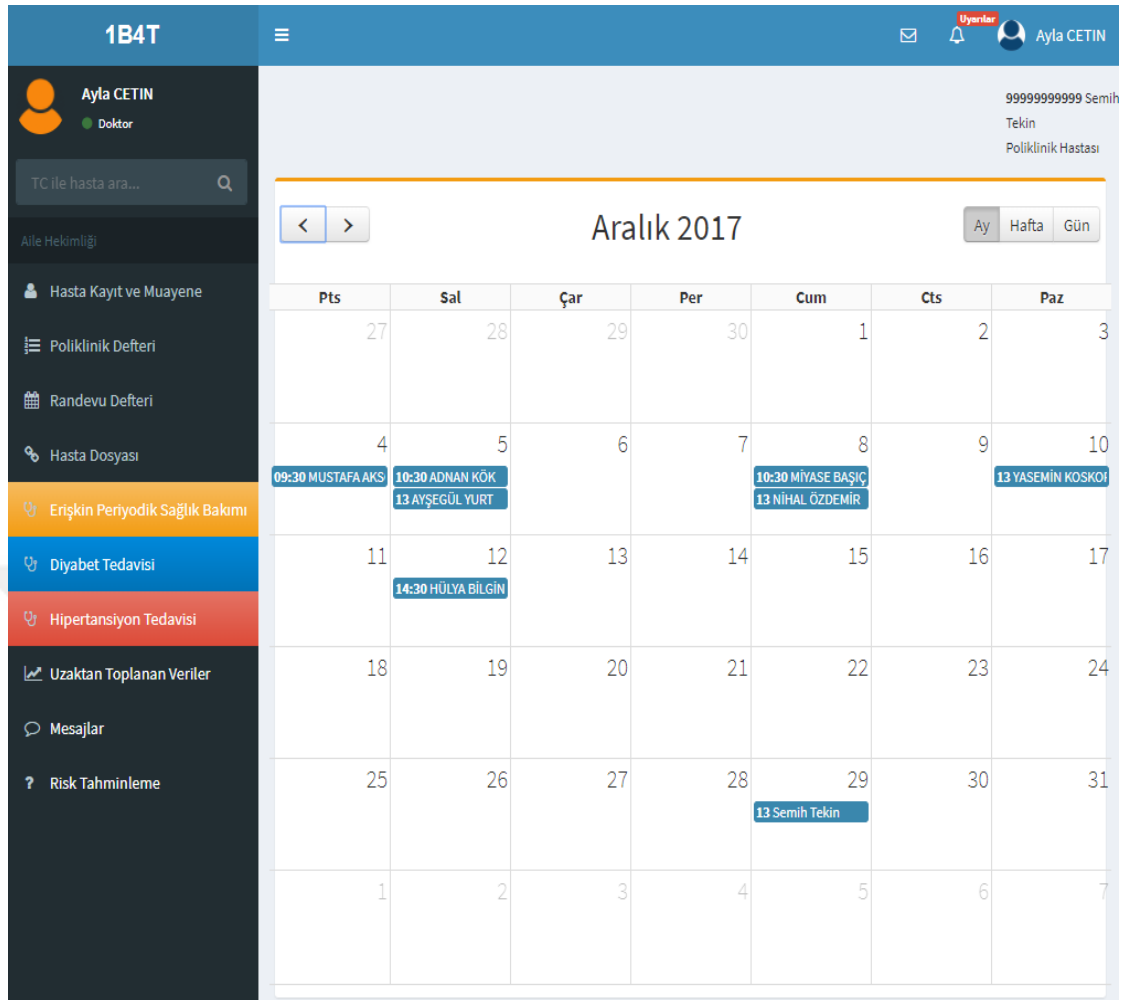 1B4T
Uyarılar
Ayla CETIN
Ayla CETIN
Doktor
TC ile hasta ara...
Aile Hekimliği
Hasta Kayıt ve Muayene
Poliklinik Defteri
Randevu Defteri
Hasta Dosyası
Erişkin Periyodik Sağlık Bakımı
Diyabet Tedavisi
Hipertansiyon Tedavisi
Uzaktan Toplanan Veriler
Mesajlar
? Risk Tahminleme
99999999999 Semih
Tekin
Poliklinik Hastası
< > Aralık 2017 Ay Hafta Gün
Pts Sal Çar Per Cum Cts Paz
27 28 29 30 1 2 3
4 5 6 7 8 9 10
09:30 MUSTAFA AKS 10:30 ADNAN KÖK 10:30 MİYASE BAŞIÇ 13 YASEMİN KOSKO
13 AYŞEGÜL YURT 13 NİHAL ÖZDEMİR
11 12 13 14 15 16 17
14:30 HÜLYA BİLGİN
18 19 20 21 22 23 24
25 26 27 28 29 30 31
13 Semih Tekin
1 2 3 4 5 6 7